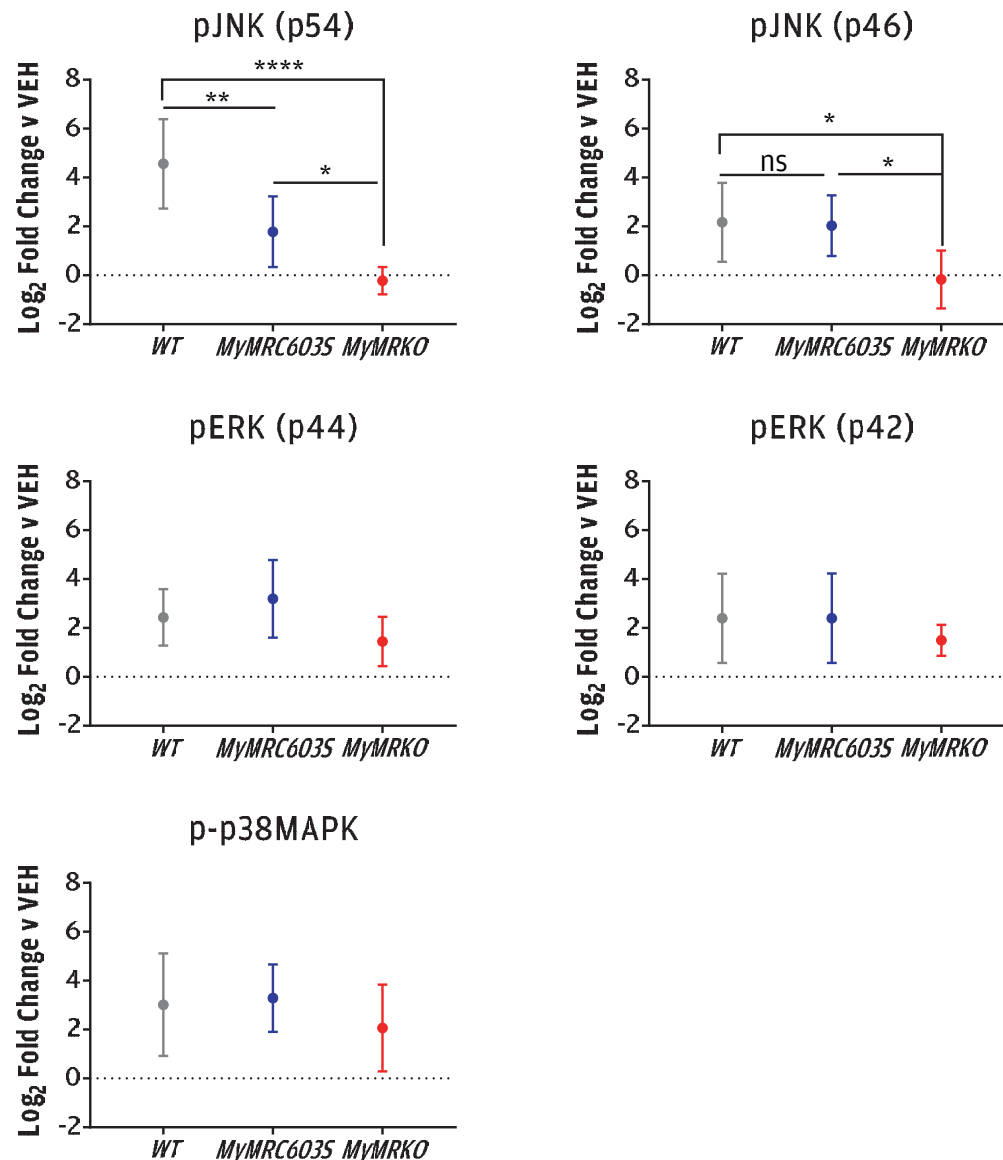 pJNK (p54)
Log₂ Fold Change v VEH
8
6
4
2
0
-2
****
**
*
WT MyMRC603S MyMRKO
pJNK (p46)
Log₂ Fold Change v VEH
8
6
4
2
0
-2
*
ns
*
WT MyMRC603S MyMRKO
pERK (p44)
Log₂ Fold Change v VEH
8
6
4
2
0
-2
WT MyMRC603S MyMRKO
pERK (p42)
Log₂ Fold Change v VEH
8
6
4
2
0
-2
WT MyMRC603S MyMRKO
p-p38MAPK
Log₂ Fold Change v VEH
8
6
4
2
0
-2
WT MyMRC603S MyMRKO